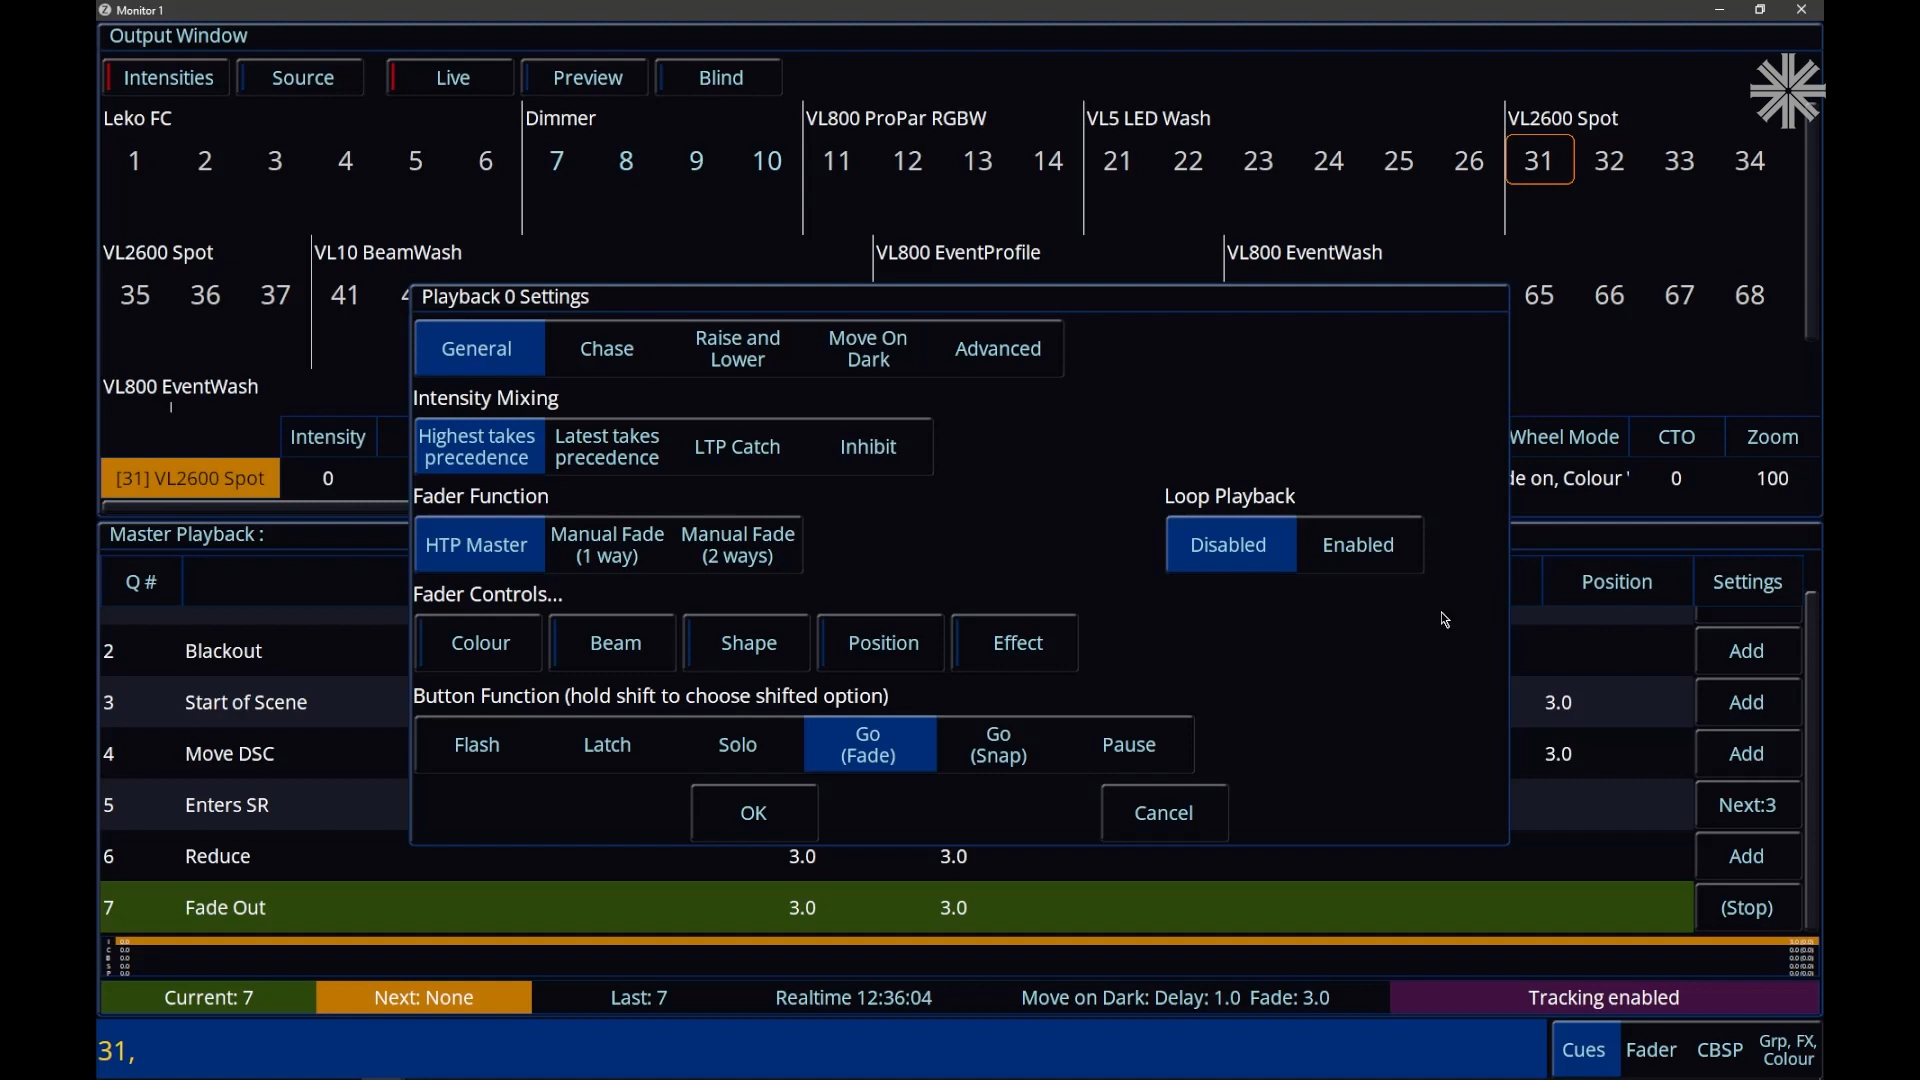 Monitor 1
Output Window
Intensities Source Live Preview Blind
Leko FC Dimmer VL800 ProPar RGBW VL5 LED Wash VL2600 Spot
1 2 3 4 5 6 7 8 9 10 11 12 13 14 21 22 23 24 25 26 31 32 33 34
VL2600 Spot VL10 BeamWash VL800 EventProfile VL800 EventWash
35 36 37 41 65 66 67 68
Playback 0 Settings
General Chase Raise and Lower Move On Dark Advanced
VL800 EventWash
Intensity Mixing
Highest takes precedence Latest takes precedence LTP Catch Inhibit
Intensity Wheel Mode CTO Zoom
[31] VL2600 Spot 0 de on, Colour ' 0 100
Fader Function Loop Playback
Master Playback :
HTP Master Manual Fade (1 way) Manual Fade (2 ways) Disabled Enabled
Q # Position Settings
Fader Controls...
Colour Beam Shape Position Effect
2 Blackout Add
Button Function (hold shift to choose shifted option)
3 Start of Scene 3.0 Add
Flash Latch Solo Go (Fade) Go (Snap) Pause
4 Move DSC 3.0 Add
5 Enters SR Next:3
OK Cancel
6 Reduce 3.0 3.0 Add
7 Fade Out 3.0 3.0 (Stop)
Current: 7 Next: None Last: 7 Realtime 12:36:04 Move on Dark: Delay: 1.0 Fade: 3.0 Tracking enabled
31, Cues Fader CBSP Grp, FX, Colour